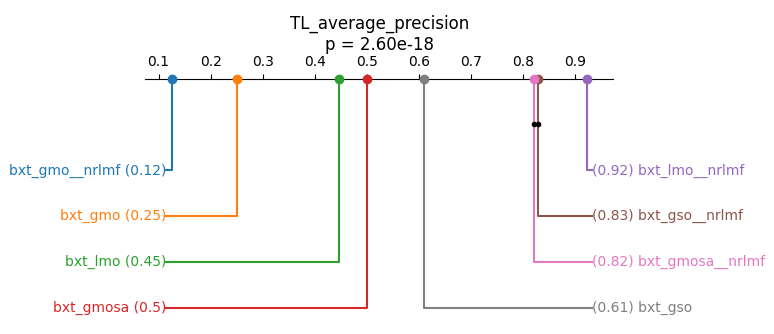 TL_average_precision
p = 2.60e-18
0.1 0.2 0.3 0.4 0.5 0.6 0.7 0.8 0.9
bxt_gmo__nrlmf (0.12)
(0.92) bxt_lmo__nrlmf
bxt_gmo (0.25)
(0.83) bxt_gso__nrlmf
bxt_lmo (0.45)
(0.82) bxt_gmosa__nrlmf
bxt_gmosa (0.5)
(0.61) bxt_gso